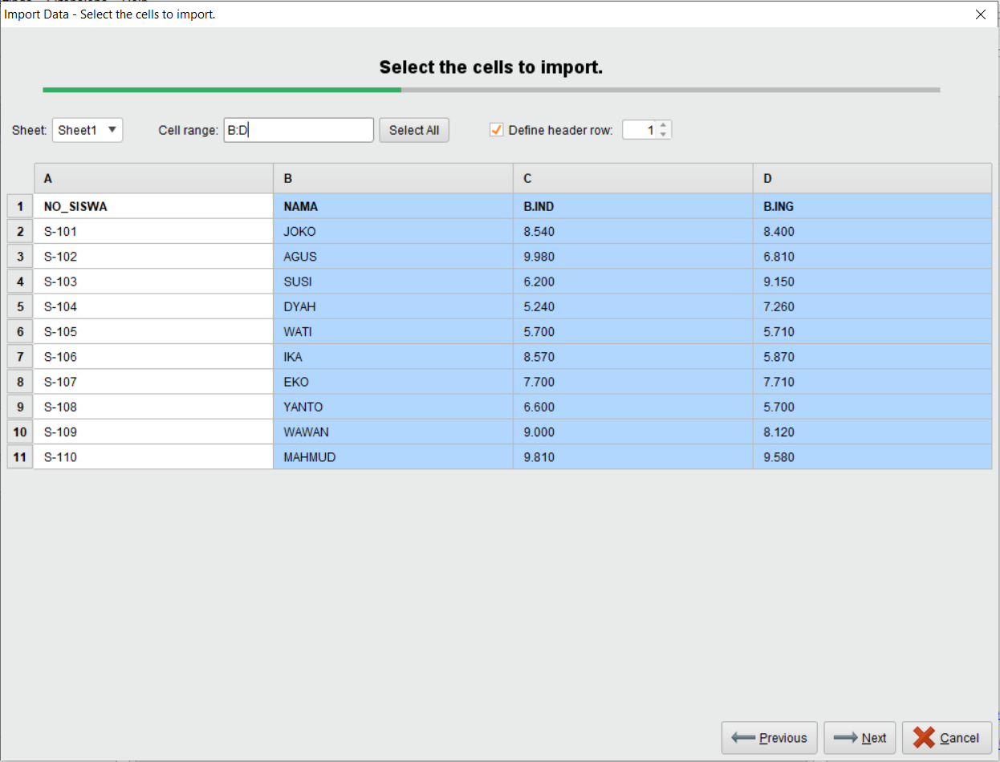 Import Data - Select the cells to import.
Select the cells to import.
Sheet: Sheet1 Cell range: B:D Select All Define header row: 1
A B C D
1 NO_SISWA NAMA B.IND B.ING
2 S-101 JOKO 8.540 8.400
3 S-102 AGUS 9.980 6.810
4 S-103 SUSI 6.200 9.150
5 S-104 DYAH 5.240 7.260
6 S-105 WATI 5.700 5.710
7 S-106 IKA 8.570 5.870
8 S-107 EKO 7.700 7.710
9 S-108 YANTO 6.600 5.700
10 S-109 WAWAN 9.000 8.120
11 S-110 MAHMUD 9.810 9.580
Previous Next Cancel